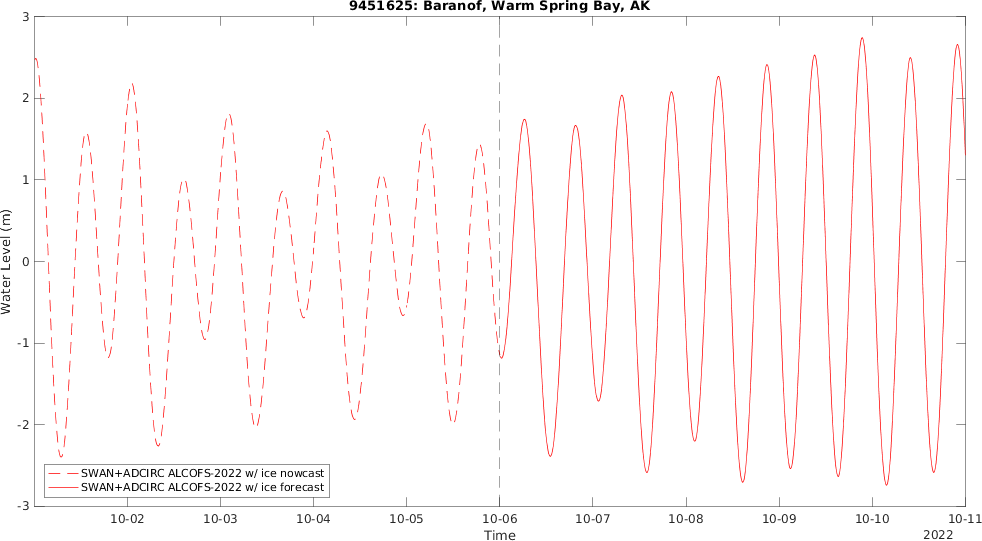 9451625: Baranof, Warm Spring Bay, AK
3
2
1
0
-1
-2
-3
Water Level (m)
SWAN+ADCIRC ALCOFS-2022 w/ ice nowcast
SWAN+ADCIRC ALCOFS-2022 w/ ice forecast
10-02 10-03 10-04 10-05 10-06 10-07 10-08 10-09 10-10 10-11
Time
2022